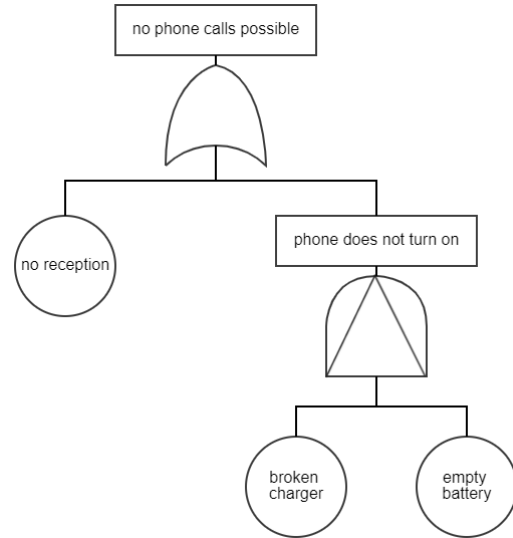 no phone calls possible
no reception
phone does not turn on
broken
charger
empty
battery